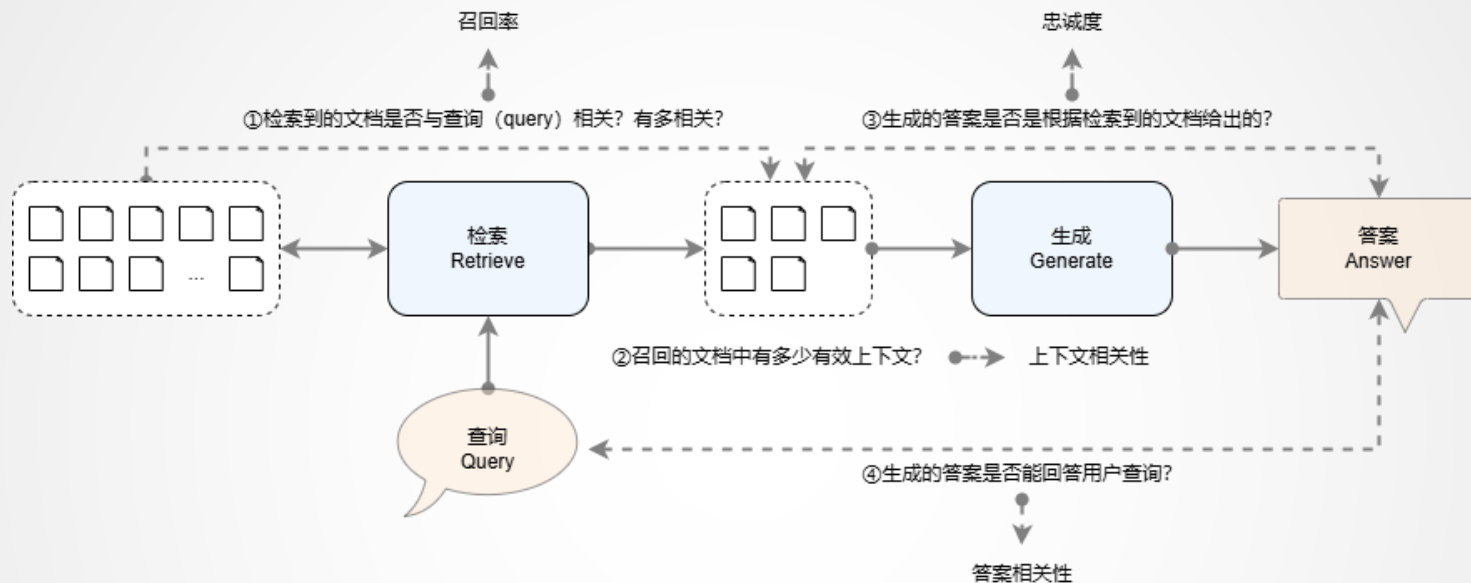 召回率
忠诚度
①检索到的文档是否与查询（query）相关？有多相关？
③生成的答案是否是根据检索到的文档给出的？
检索
Retrieve
生成
Generate
答案
Answer
...
②召回的文档中有多少有效上下文？
上下文相关性
查询
Query
④生成的答案是否能回答用户查询？
答案相关性